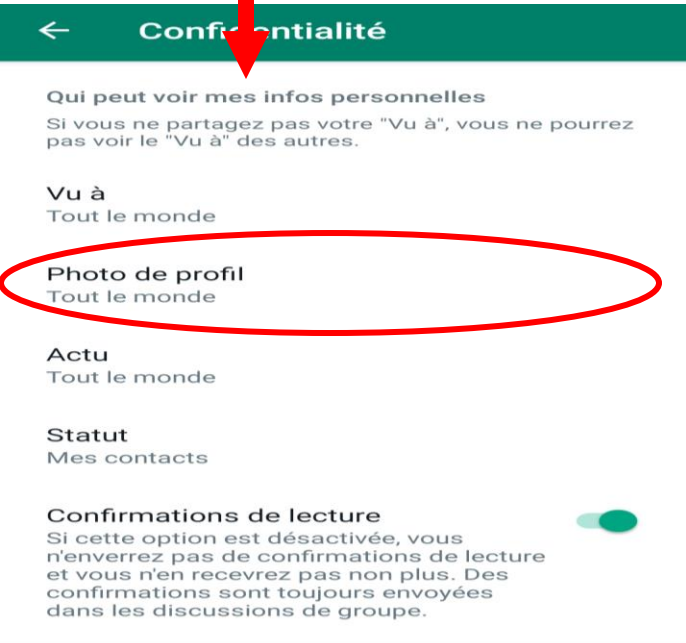 Confidentialité
Qui peut voir mes infos personnelles
Si vous ne partagez pas votre "Vu à", vous ne pourrez
pas voir le "Vu à" des autres.
Vu à
Tout le monde
Photo de profil
Tout le monde
Actu
Tout le monde
Statut
Mes contacts
Confirmations de lecture
Si cette option est désactivée, vous
n'enverrez pas de confirmations de lecture
et vous n'en recevrez pas non plus. Des
confirmations sont toujours envoyées
dans les discussions de groupe.